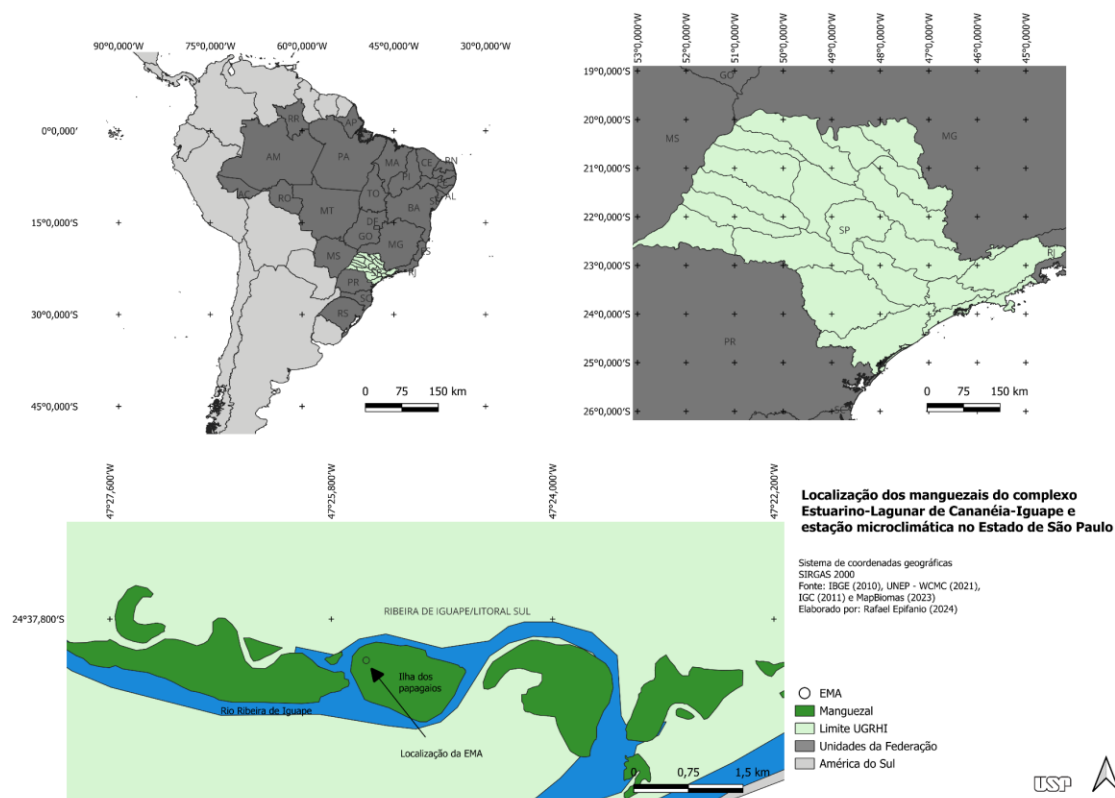 90°0,000'W 75°0,000'W 60°0,000'W 45°0,000'W 30°0,000'W
0°0,000'
15°0,000'S
30°0,000'S
45°0,000'S
RR
AP
AM
PA
MA
CE
RN
PI
AC
RO
TO
SE
AL
MT
BA
DF
GO
MG
ES
MS
RJ
PR
SC
RS
0 75 150 km
53°0,000'W 52°0,000'W 51°0,000'W 50°0,000'W 49°0,000'W 48°0,000'W 47°0,000'W 46°0,000'W 45°0,000'W
19°0,000'S
20°0,000'S
21°0,000'S
22°0,000'S
23°0,000'S
24°0,000'S
25°0,000'S
26°0,000'S
GO
MS
MG
SP
RJ
PR
SC
0 75 150 km
47°27,600'W 47°25,800'W 47°24,000'W 47°22,200'W
24°37,800'S
RIBEIRA DE IGUAPE/LITORAL SUL
Ilha dos
papagaios
Rio Ribeira de Iguape
Localização da EMA
0 0,75 1,5 km
Localização dos manguezais do complexo
Estuarino-Lagunar de Cananéia-Iguape e
estação microclimática no Estado de São Paulo
Sistema de coordenadas geográficas
SIRGAS 2000
Fonte: IBGE (2010), UNEP - WCMC (2021),
IGC (2011) e MapBiomas (2023)
Elaborado por: Rafael Epifanio (2024)
EMA
Manguezal
Limite UGRHI
Unidades da Federação
América do Sul
USP